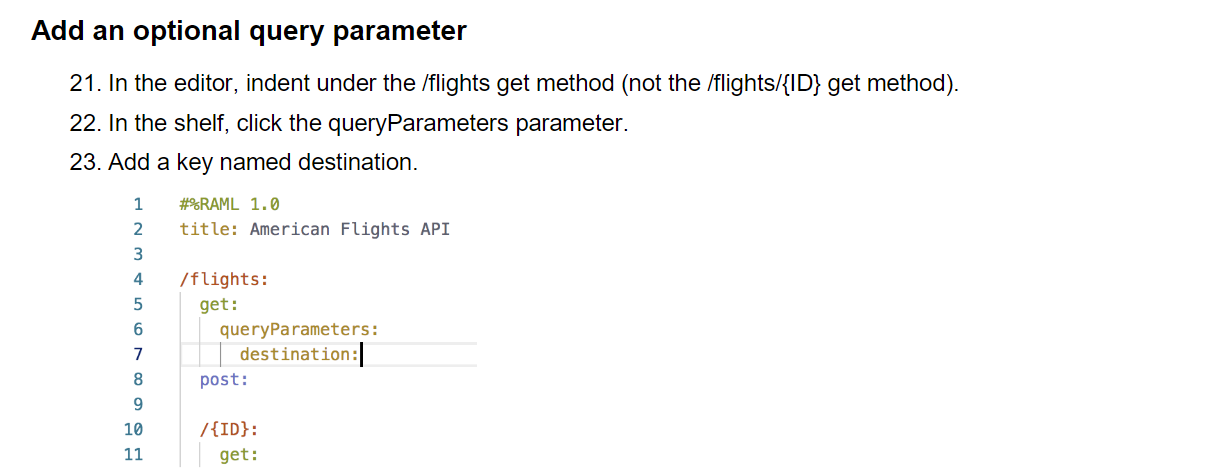 Add an optional query parameter
21. In the editor, indent under the /flights get method (not the /flights/{ID} get method).
22. In the shelf, click the queryParameters parameter.
23. Add a key named destination.
1 #%RAML 1.0
2 title: American Flights API
3
4 /flights:
5 get:
6 queryParameters:
7 destination:
8 post:
9
10 /{ID}:
11 get: